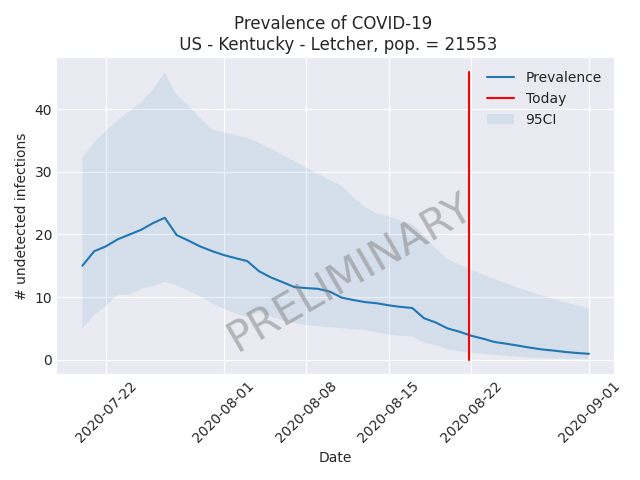 Prevalence of COVID-19
US - Kentucky - Letcher, pop. = 21553
Prevalence
Today
95CI
# undetected infections
40
30
20
10
0
PRELIMINARY
2020-07-22
2020-08-01
2020-08-08
2020-08-15
2020-08-22
2020-09-01
Date